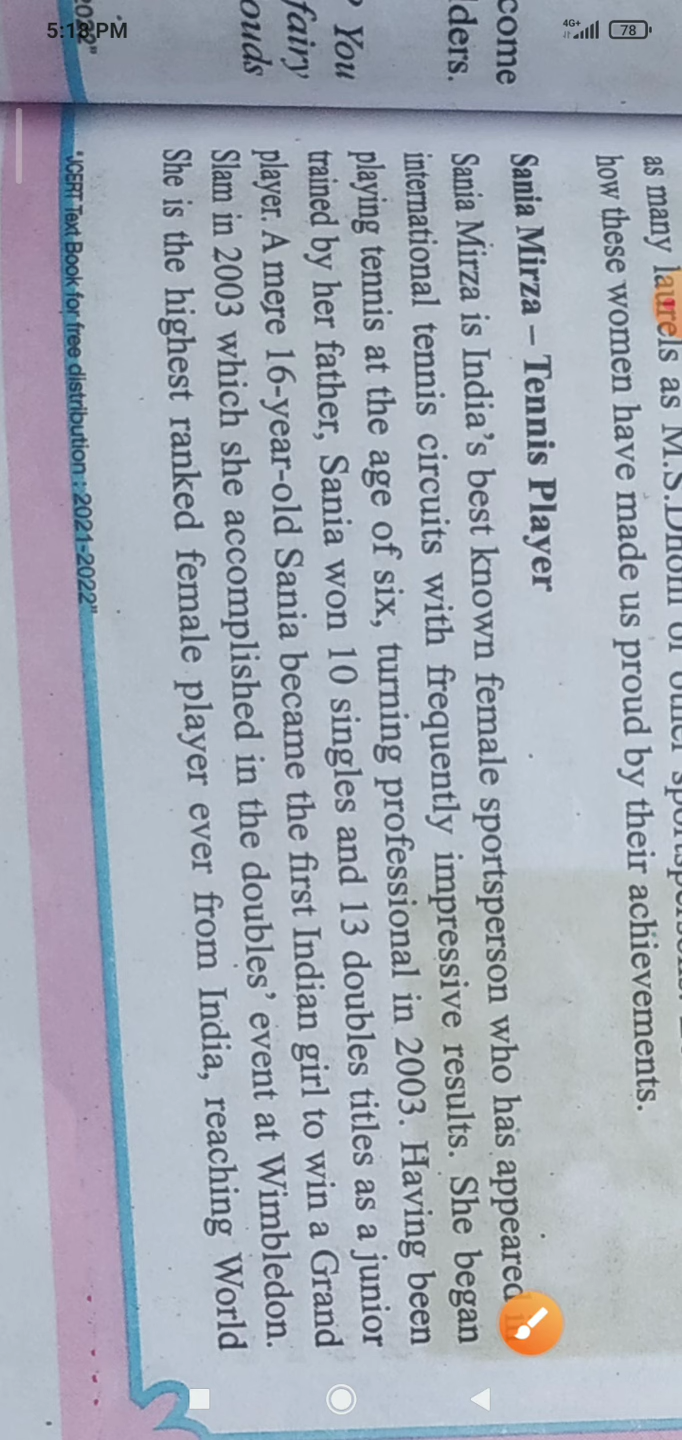 5:18 PM
4G+
78
come
lders.
You
fairy
ouds
2022"
as many laurels as M.S.Dhoni or other
how these women have made us proud by their achievements.
Sania Mirza – Tennis Player
Sania Mirza is India's best known female sportsperson who has appeared in
international tennis circuits with frequently impressive results. She began
playing tennis at the age of six, turning professional in 2003. Having been
trained by her father, Sania won 10 singles and 13 doubles titles as a junior
player. A mere 16-year-old Sania became the first Indian girl to win a Grand
Slam in 2003 which she accomplished in the doubles' event at Wimbledon.
She is the highest ranked female player ever from India, reaching World
"JCERT Text Book for free distribution : 2021-2022"